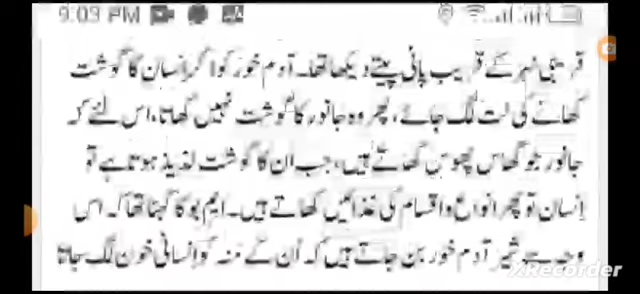 9:09 PM
قریبی نہر کے قریب پانی پیتے دیکھا تھا۔ آدم خور کو اگر انسان کا گوشت
کھانے کی لت لگ جائے، پھر وہ جانور کا گوشت نہیں کھاتا، اس لئے کہ
جانور جو گھاس پھوس کھاتے ہیں، جب ان کا گوشت لذیذ ہوتا ہے تو
انسان تو پھر انواع و اقسام کی غذائیں کھاتے ہیں۔ ایم بو کا کہنا تھا کہ اس
وجہ سے شیر آدم خور بن جاتے ہیں کہ اُن کے منہ کو انسانی خون لگ جاتا
XRecorder